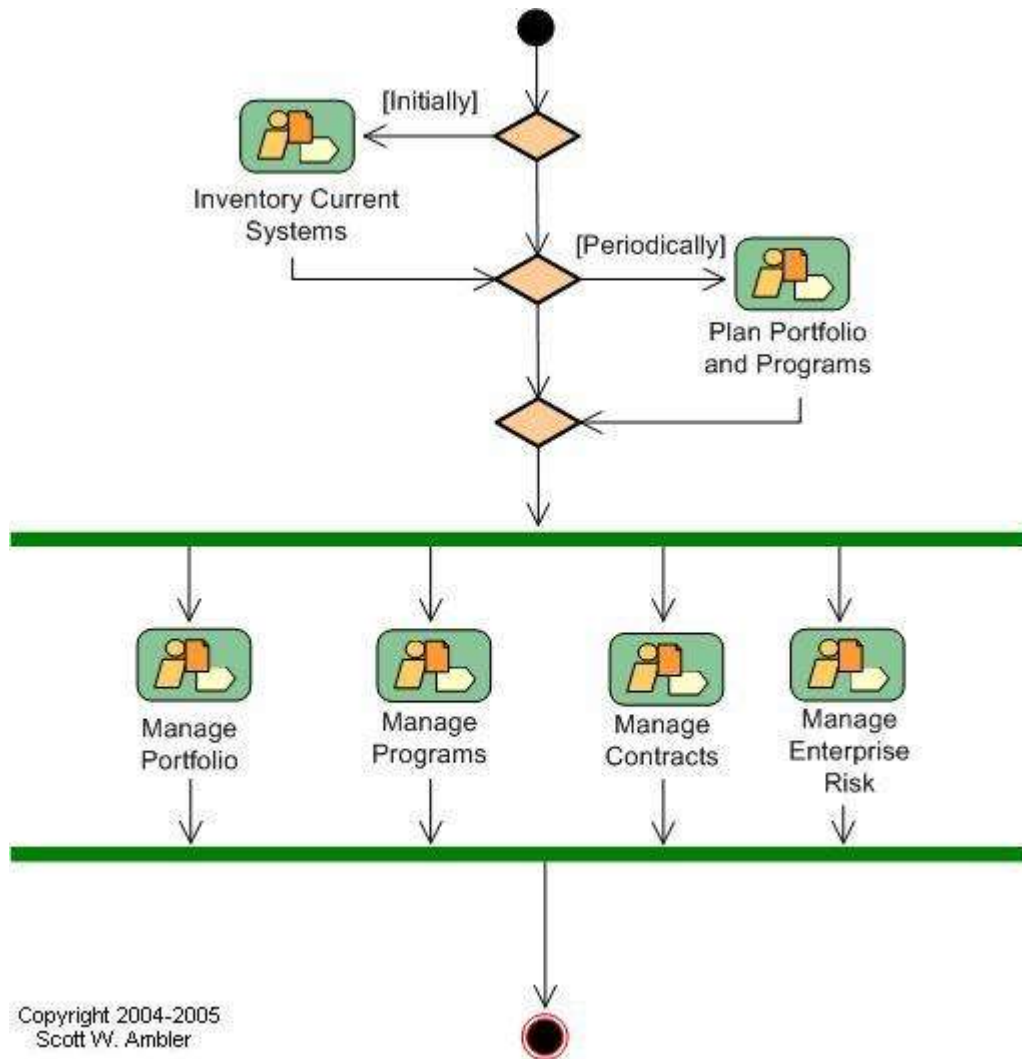 [Initially]
Inventory Current
Systems
[Periodically]
Plan Portfolio
and Programs
Manage
Portfolio
Manage
Programs
Manage
Contracts
Manage
Enterprise
Risk
Copyright 2004-2005
Scott W. Ambler